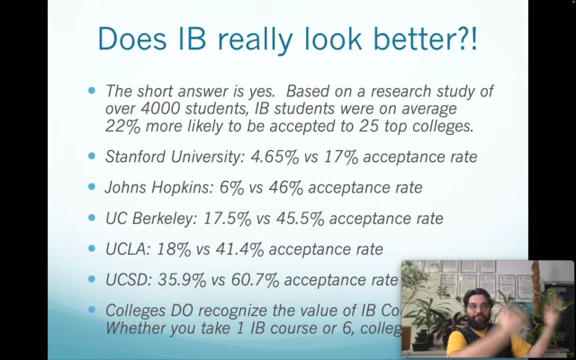 Does IB really look better?!
The short answer is yes. Based on a research study of
over 4000 students, IB students were on average
22% more likely to be accepted to 25 top colleges.
Stanford University: 4.65% vs 17% acceptance rate
Johns Hopkins: 6% vs 46% acceptance rate
UC Berkeley: 17.5% vs 45.5% acceptance rate
UCLA: 18% vs 41.4% acceptance rate
UCSD: 35.9% vs 60.7% acceptance rate
Colleges DO recognize the value of IB Co
Whether you take 1 IB course or 6, colleg